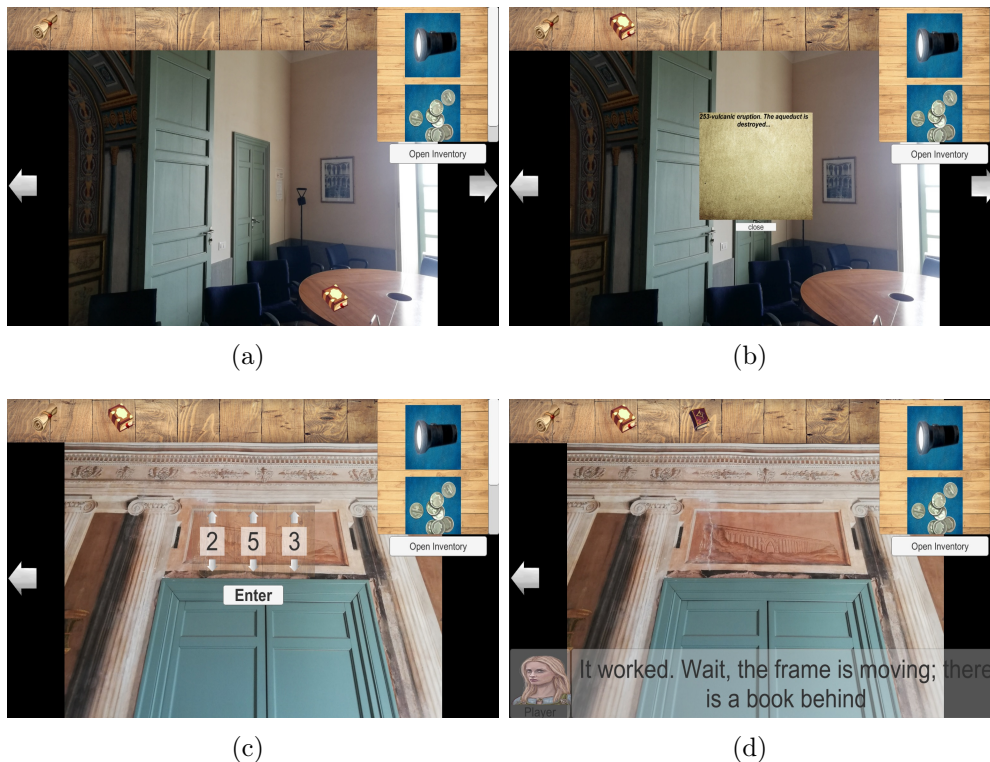 Open Inventory
(a)
253-vulcanic eruption. The aqueduct is
destroyed...
close
Open Inventory
(b)
2 5 3
Enter
Open Inventory
(c)
Open Inventory
It worked. Wait, the frame is moving; there
is a book behind
Player
(d)